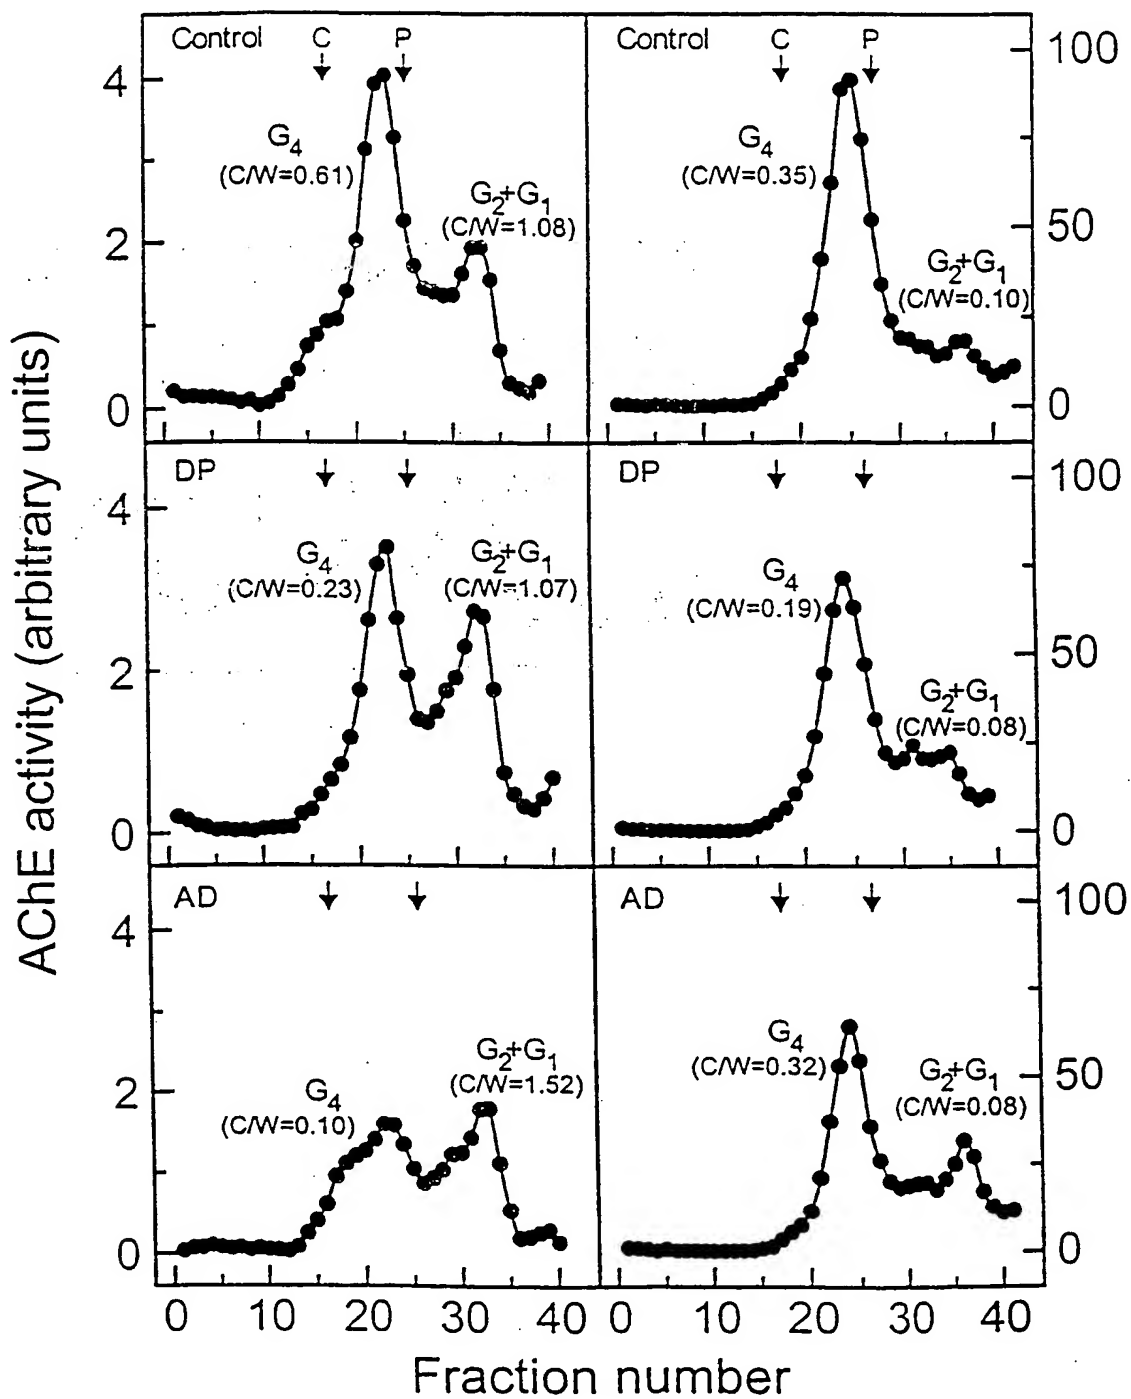 AChE activity (arbitrary units)
Control C P
4
2
0
G4
(C/W=0.61)
G2+G1
(C/W=1.08)
Control C P
100
50
0
G4
(C/W=0.35)
G2+G1
(C/W=0.10)
DP
4
2
0
G4
(C/W=0.23)
G2+G1
(C/W=1.07)
DP
100
50
0
G4
(C/W=0.19)
G2+G1
(C/W=0.08)
AD
4
2
0
G4
(C/W=0.10)
G2+G1
(C/W=1.52)
AD
100
50
0
G4
(C/W=0.32)
G2+G1
(C/W=0.08)
0 10 20 30 40 0 10 20 30 40
Fraction number